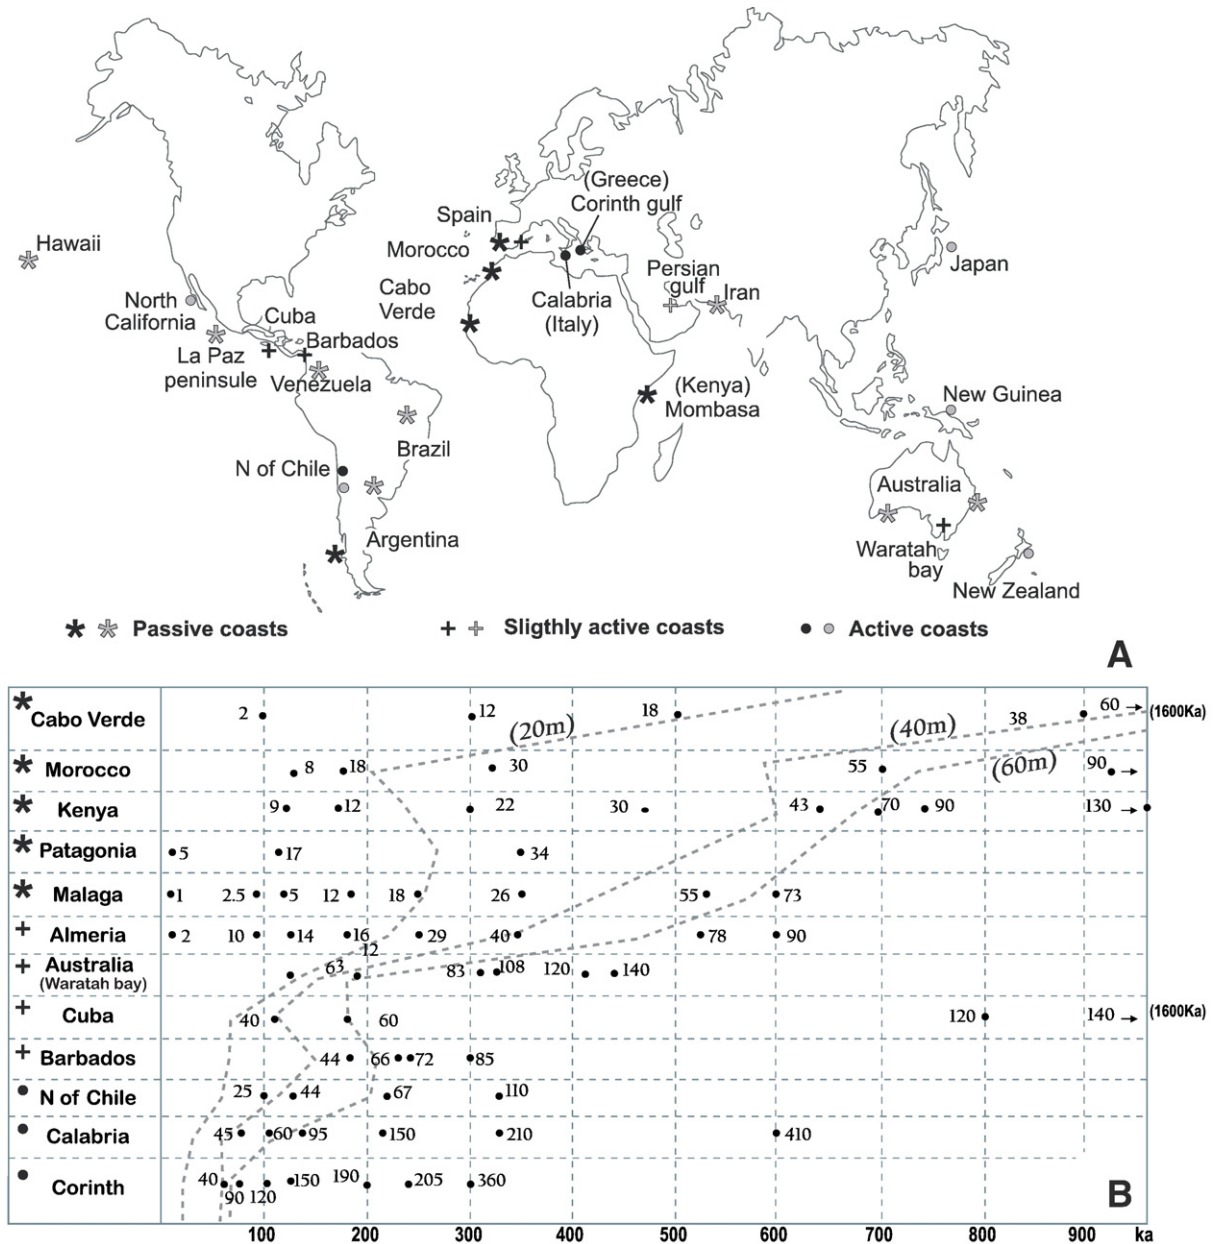 (Greece)
Corinth gulf
Spain
Hawaii
Morocco
Japan
Persian
gulf
Iran
Cabo
Verde
North
California
Calabria
(Italy)
Cuba
Barbados
La Paz
peninsule
Venezuela
(Kenya)
Mombasa
New Guinea
Brazil
N of Chile
Australia
Argentina
Waratah
bay
New Zealand
Passive coasts
Sligthly active coasts
Active coasts
A
Cabo Verde 2 12 18 38 60 (1600Ka)
(20m) (40m) (60m)
Morocco 8 18 30 55 90
Kenya 9 12 22 30 43 70 90 130
Patagonia 5 17 34
Malaga 1 2.5 5 12 18 26 55 73
Almeria 2 10 14 16 29 40 78 90
12
Australia 63 83 108 120 140
(Waratah bay)
Cuba 40 60 120 140 (1600Ka)
Barbados 44 66 72 85
N of Chile 25 44 67 110
Calabria 45 60 95 150 210 410
Corinth 40 90 120 150 190 205 360
B
100 200 300 400 500 600 700 800 900 ka